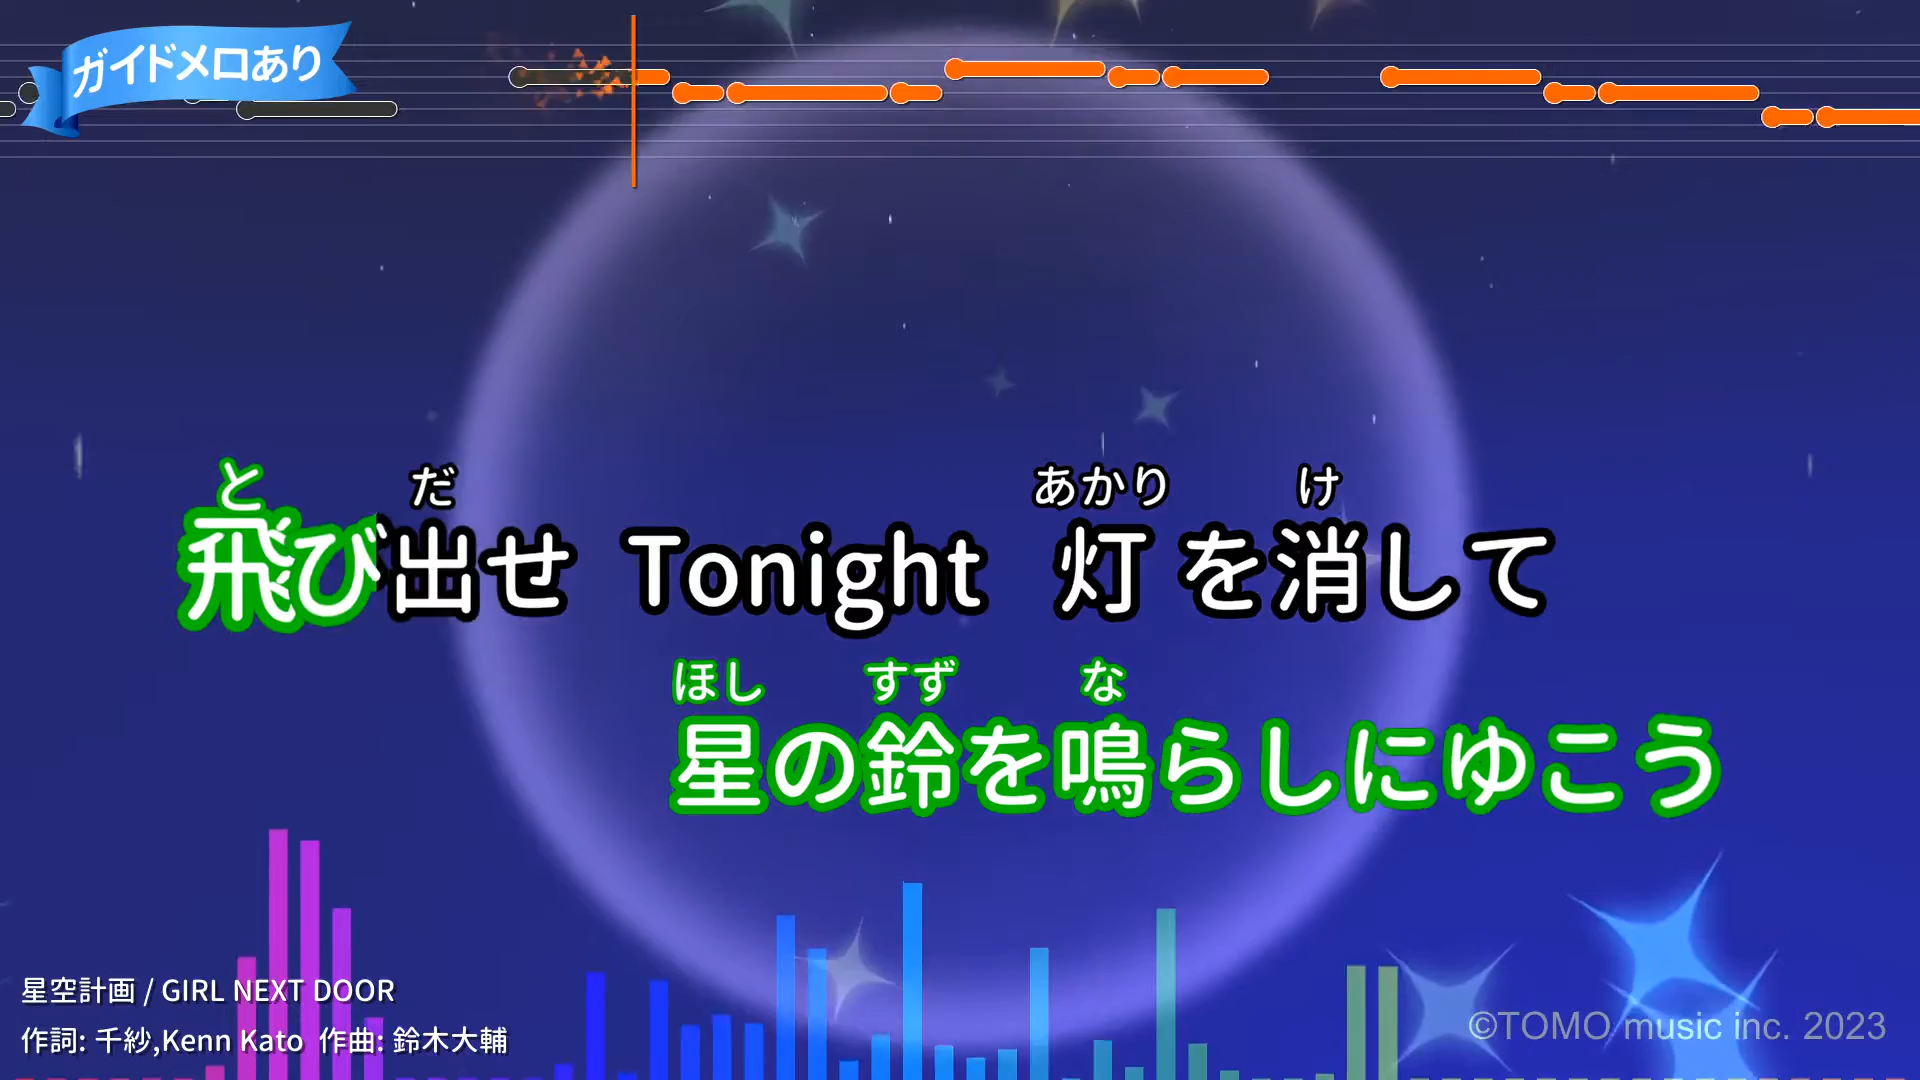 ガイドメロあり
と だ あかり け
飛び出せ Tonight 灯を消して
ほし すず な
星の鈴を鳴らしにゆこう
星空計画 / GIRL NEXT DOOR
作詞: 千紗,Kenn Kato 作曲: 鈴木大輔
©TOMO music inc. 2023